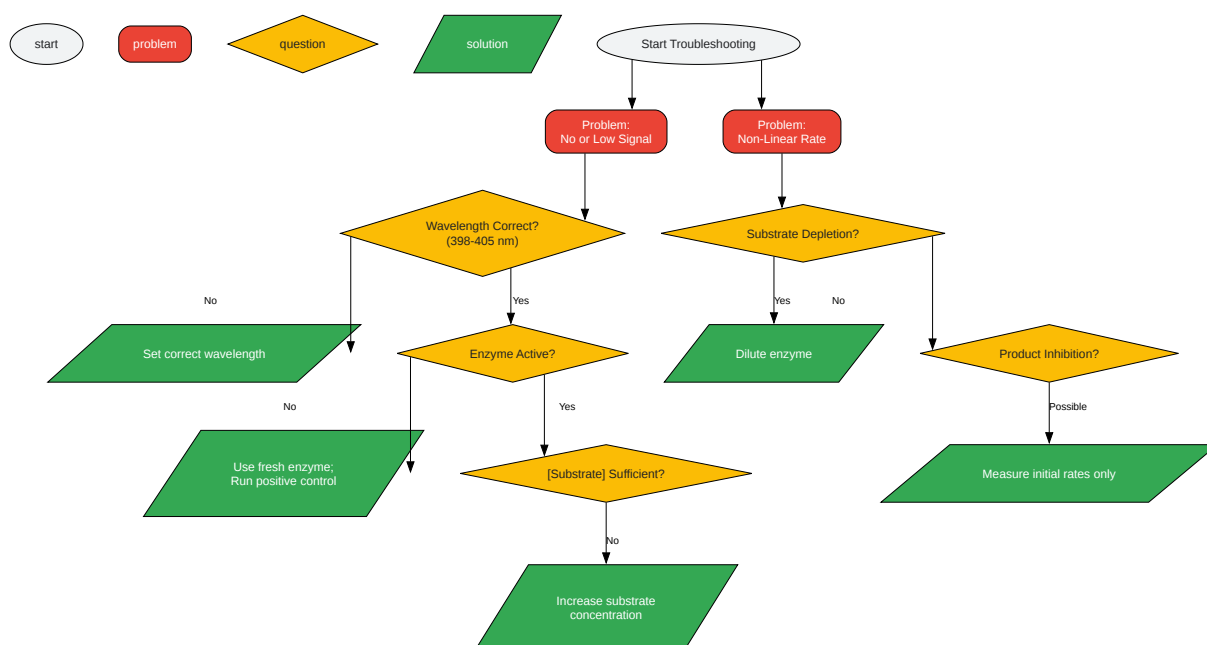 start
problem
question
solution
Start Troubleshooting
Problem:
No or Low Signal
Problem:
Non-Linear Rate
Wavelength Correct?
(398-405 nm)
Substrate Depletion?
No
Yes
Yes
No
Set correct wavelength
Enzyme Active?
Dilute enzyme
Product Inhibition?
No
Yes
Possible
Use fresh enzyme;
Run positive control
[Substrate] Sufficient?
Measure initial rates only
No
Increase substrate
concentration